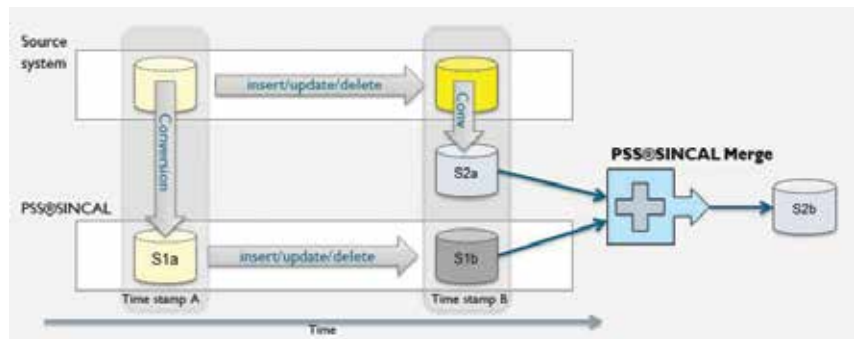 Source
system
insert/update/delete
Conversion
Conv
S2a
PSS®SINCAL Merge
S2b
PSS®SINCAL
S1a
insert/update/delete
S1b
Time stamp A
Time stamp B
Time